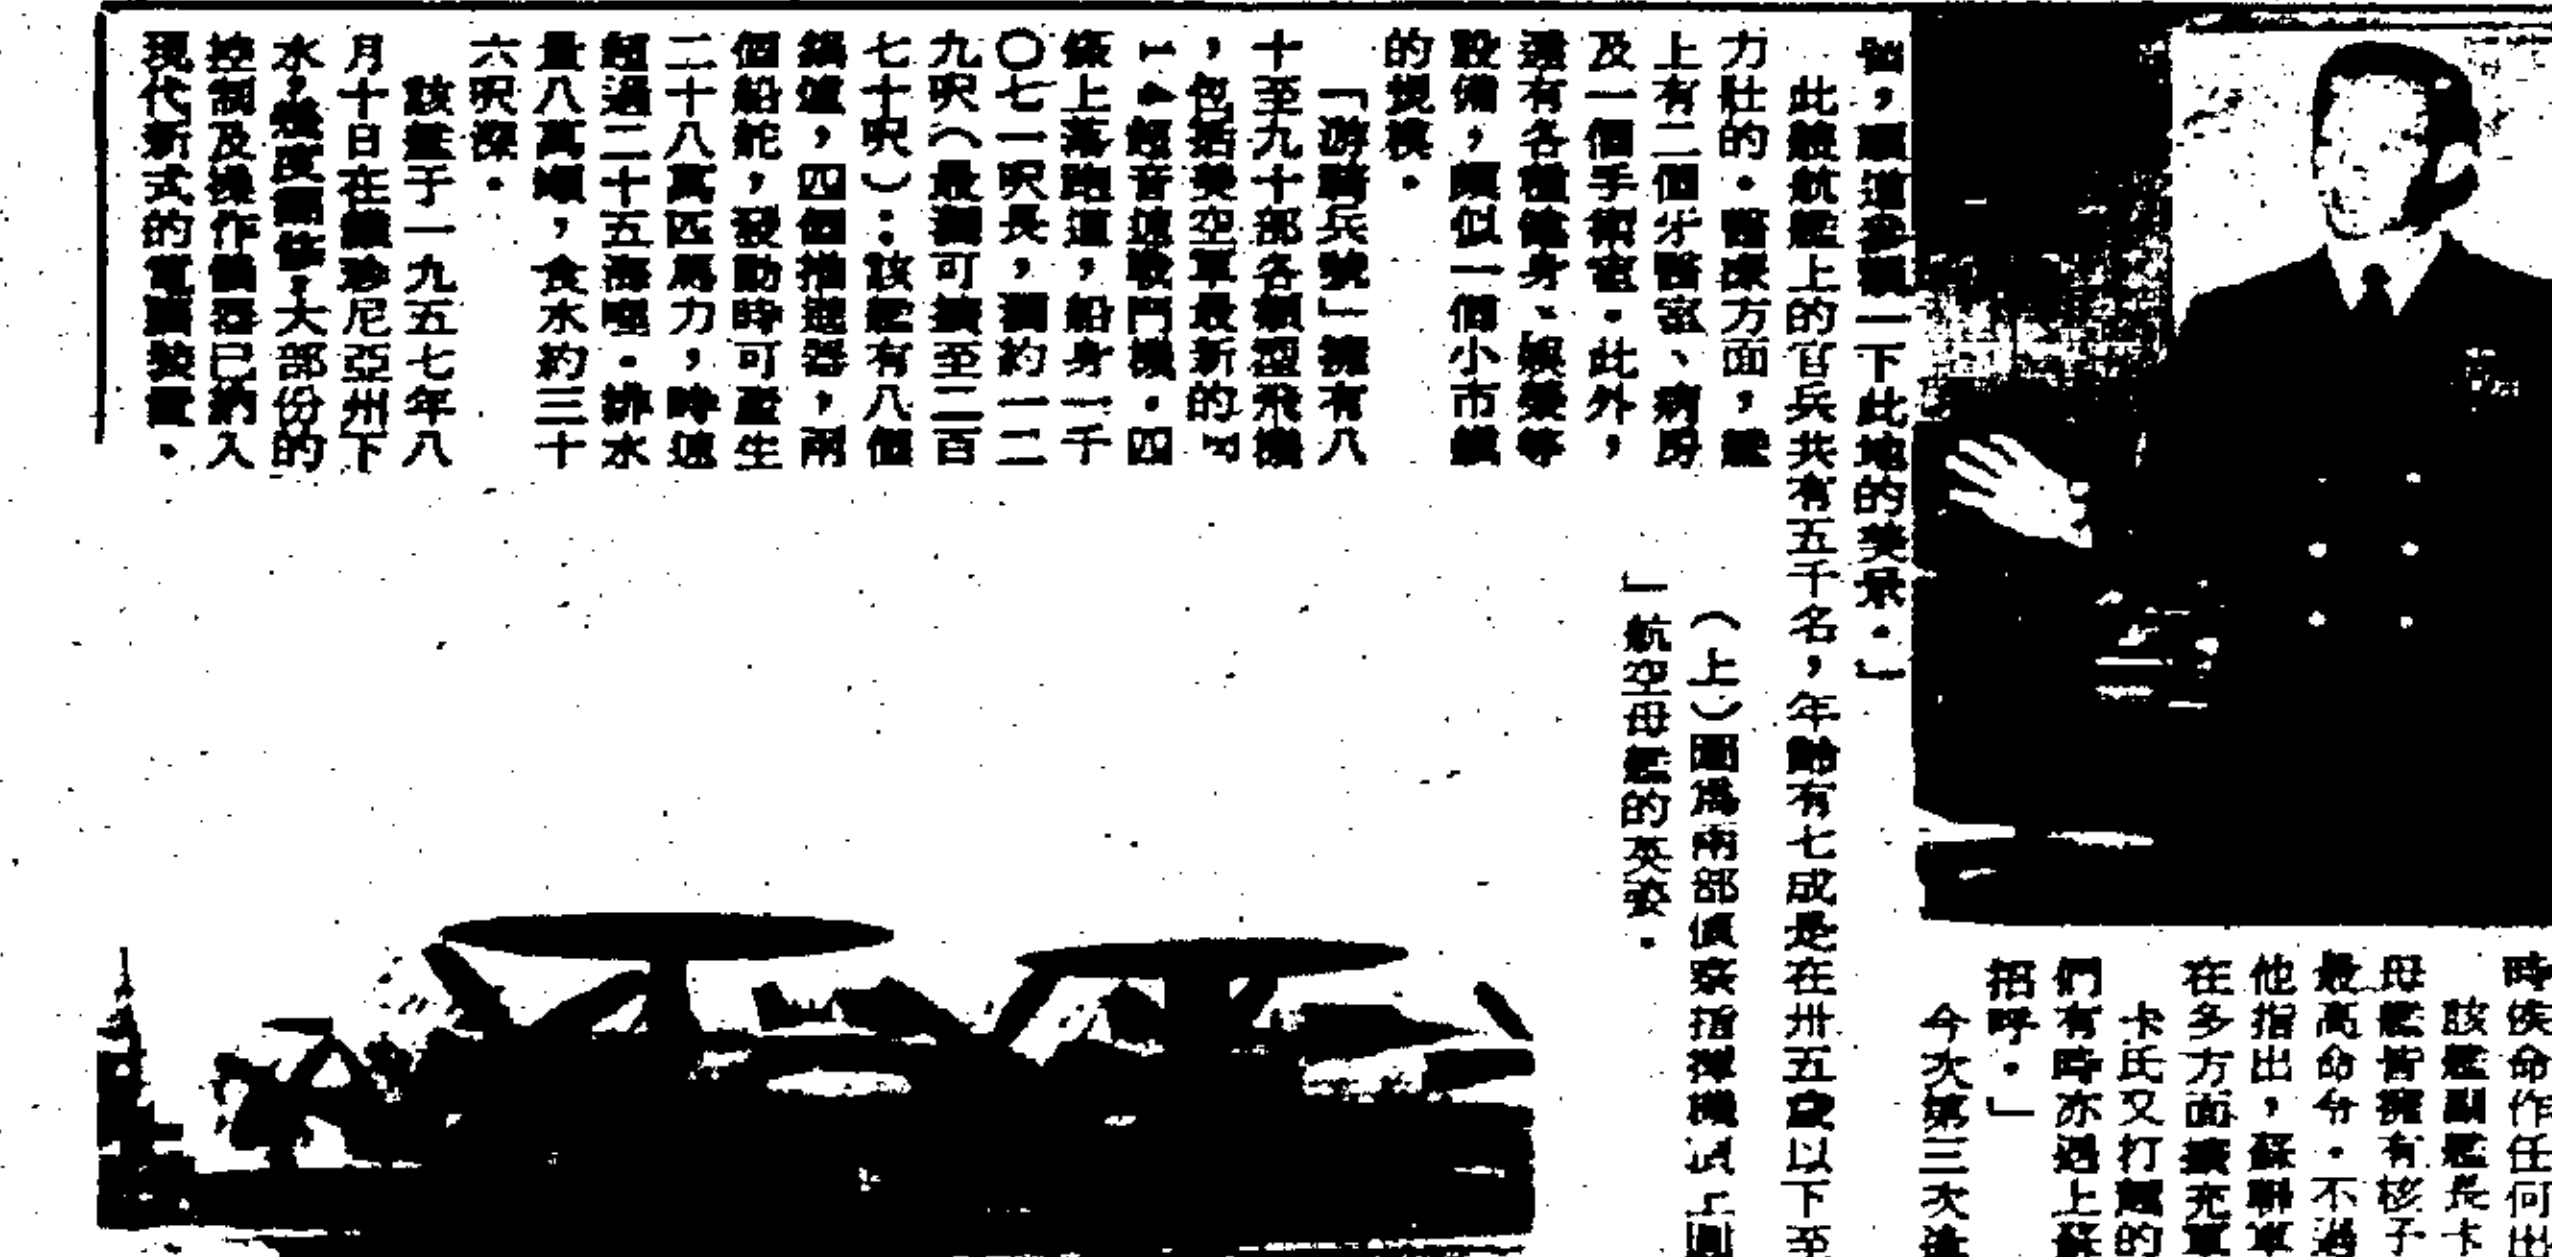 時候命作任何出
該艦副艦長卡
母艦皆擁有核子
最高命令．不過
他指出，蘇聯軍
在多方面擴充軍
卡氏又打趣的
們有時亦遇上蘇
招呼．」
今次第三次進
，順道參觀一下此地的美景．」
此艘航艦上的官兵共有五千名，年齡有七成是在卅五歲以下至
力壯的．醫療方面，艦
上有二個牙醫室、病房
及一個手術室．此外，
還有各種健身、娛樂等
設備，頗似一個小市鎮
的規模．
「游騎兵號」擁有八
十至九十部各類型飛機
，包括美空軍最新的
14超音速戰鬥機．四
條上落跑道，船身一千
〇七一呎長，濶約一二
九呎（最濶可擴至二百
七十呎）：該艦有八個
鍋爐，四個推進器，兩
個船舵，發動時可產生
二十八萬匹馬力，時速
超過二十五海哩．排水
量八萬噸，食水約三十
六呎深．
該艦于一九五七年八
月十日在維珍尼亞州下
水，幾度翻修，大部份的
控制及操作儀器已納入
現代新式的電腦裝置．
（上）圖為兩部偵察指揮機
」航空母艦的英姿．